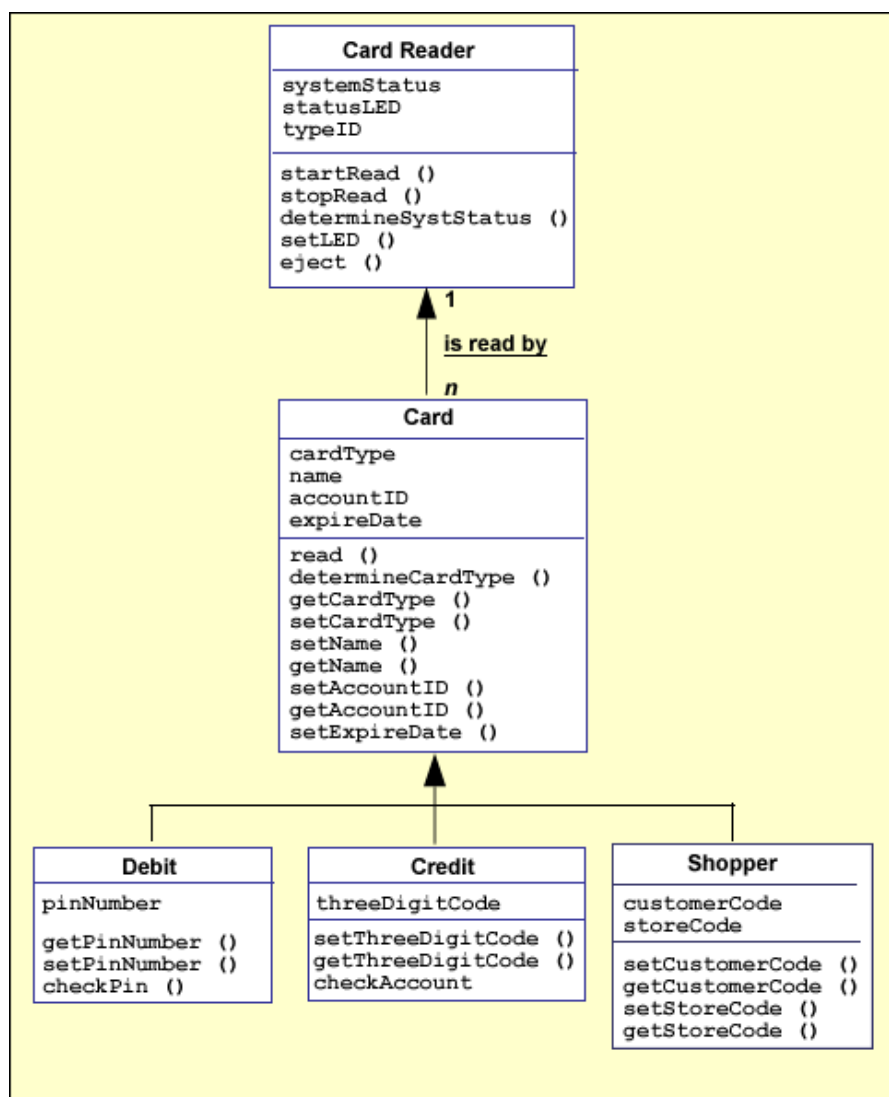 Card Reader
systemStatus
statusLED
typeID
startRead ()
stopRead ()
determineSystStatus ()
setLED ()
eject ()
1
is read by
n
Card
cardType
name
accountID
expireDate
read ()
determineCardType ()
getCardType ()
setCardType ()
setName ()
getName ()
setAccountID ()
getAccountID ()
setExpireDate ()
Debit
pinNumber
getPinNumber ()
setPinNumber ()
checkPin ()
Credit
threeDigitCode
setThreeDigitCode ()
getThreeDigitCode ()
checkAccount
Shopper
customerCode
storeCode
setCustomerCode ()
getCustomerCode ()
setStoreCode ()
getStoreCode ()